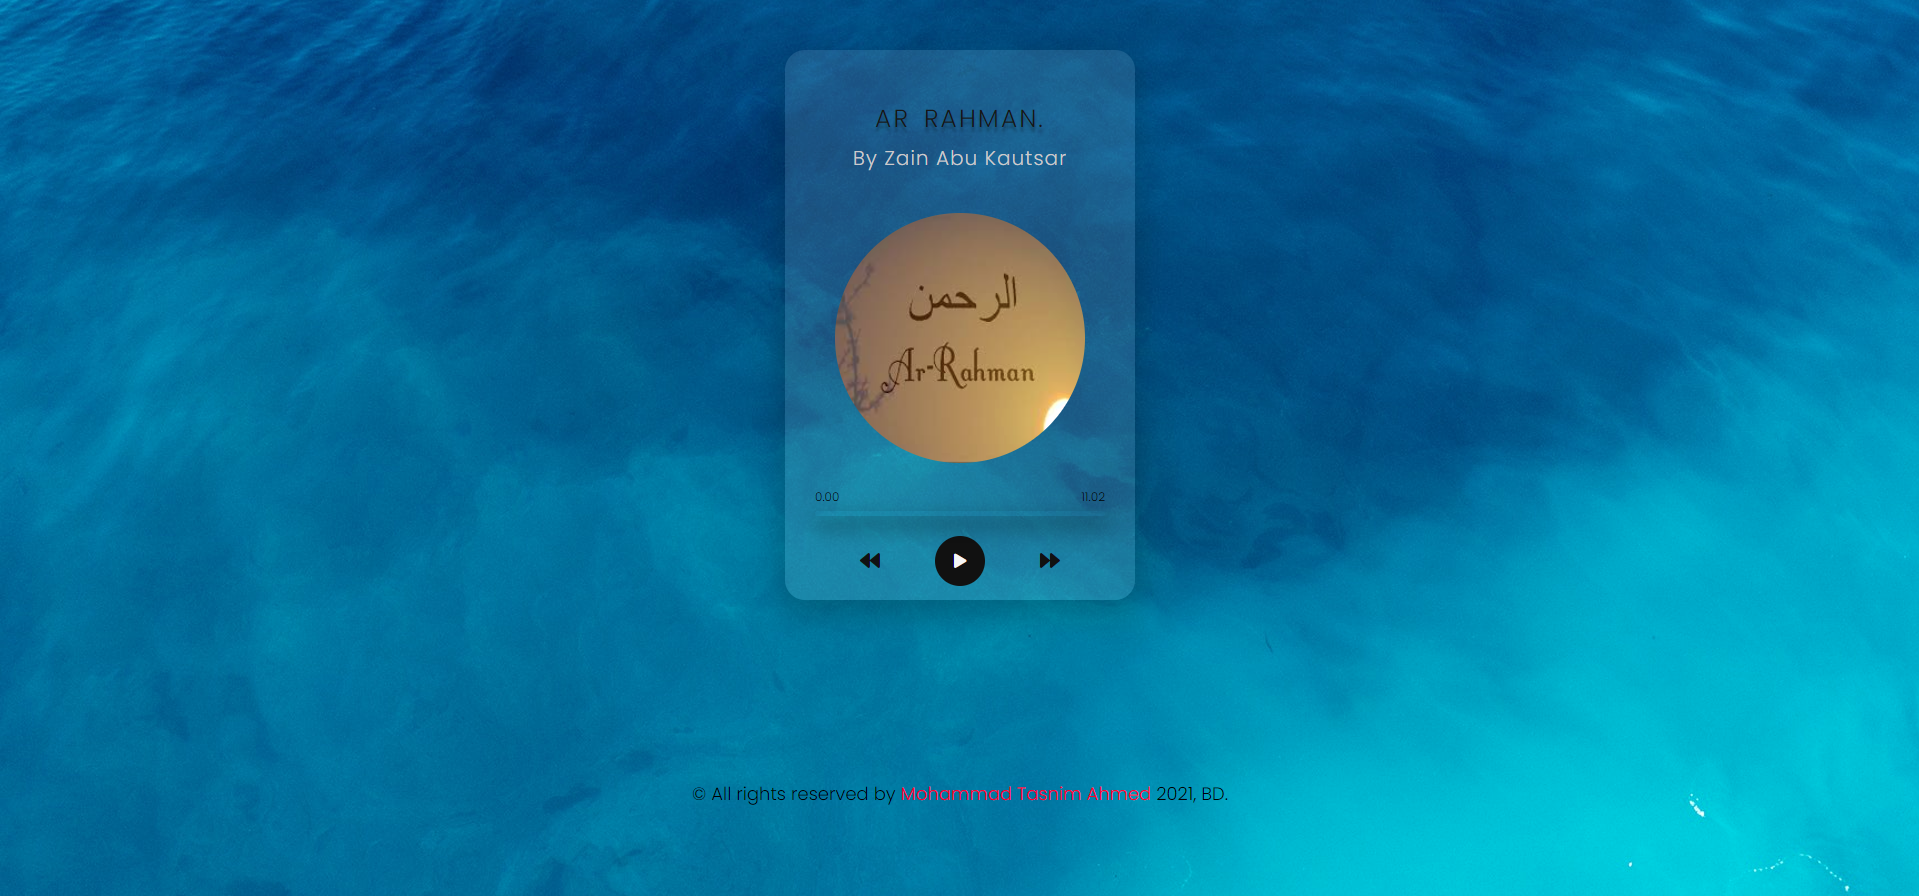 AR RAHMAN.
By Zain Abu Kautsar
الرحمن
Ar-Rahman
0.00 11.02
© All rights reserved by Mohammad Tasnim Ahmed 2021, BD.